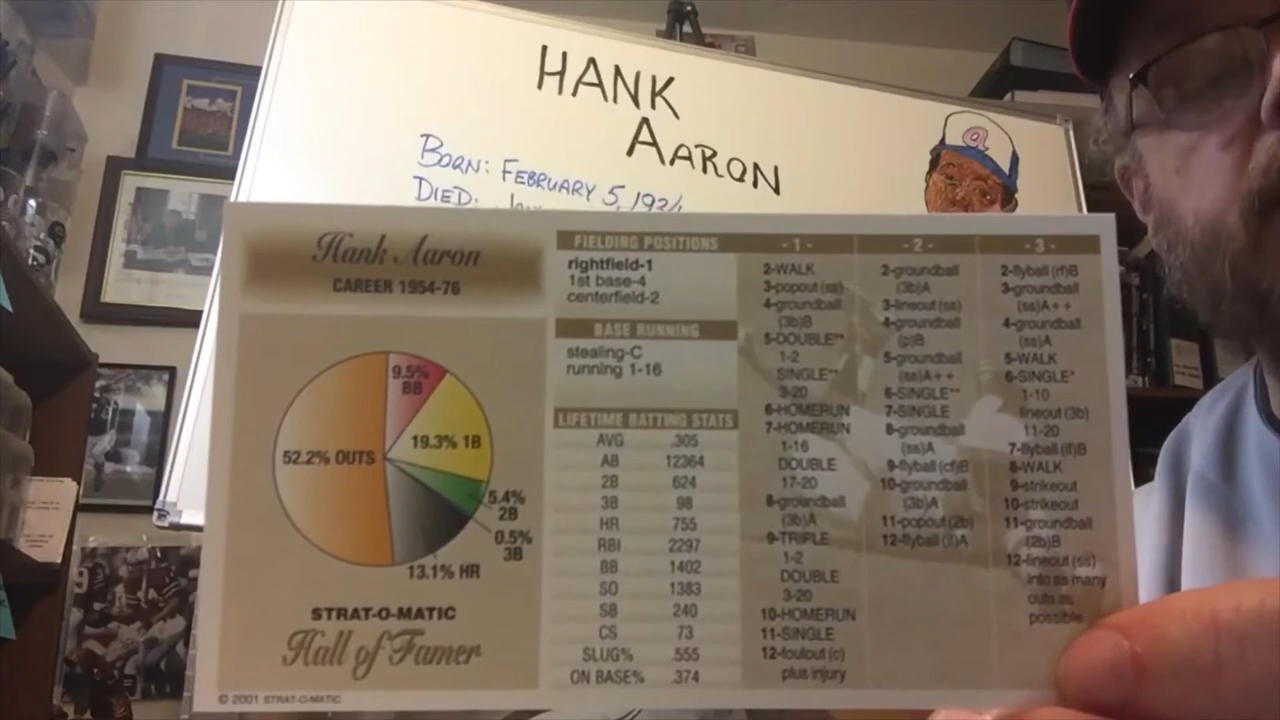 HANK
AARON
BORN: FEBRUARY 5, 1934
DIED:
a
Hank Aaron
CAREER 1954-76
9.5%
BB
19.3% 1B
52.2% OUTS
5.4%
2B
0.5%
3B
13.1% HR
STRAT-O-MATIC
Hall of Famer
© 2001 STRAT-O-MATIC
FIELDING POSITIONS
rightfield-1
1st base-4
centerfield-2
BASE RUNNING
stealing-C
running 1-16
LIFETIME BATTING STATS
AVG .305
AB 12364
2B 624
3B 98
HR 755
RBI 2297
BB 1402
SO 1383
SB 240
CS 73
SLUG% .555
ON BASE% .374
- 1 -
2-WALK
3-popout (ss)
4-groundball
(3b)B
5-DOUBLE**
1-2
SINGLE**
3-20
6-HOMERUN
7-HOMERUN
1-16
DOUBLE
17-20
8-groundball
(3b)A
9-TRIPLE
1-2
DOUBLE
3-20
10-HOMERUN
11-SINGLE
12-foulout (c)
plus injury
- 2 -
2-groundball
(3b)A
3-lineout (ss)
4-groundball
(p)B
5-groundball
(ss)A++
6-SINGLE**
7-SINGLE
8-groundball
(ss)A
9-flyball (cf)B
10-groundball
(3b)A
11-popout (2b)
12-flyball (lf)A
- 3 -
2-flyball (rf)B
3-groundball
(ss)A++
4-groundball
(ss)A
5-WALK
6-SINGLE*
1-10
lineout (3b)
11-20
7-flyball (lf)B
8-WALK
9-strikeout
10-strikeout
11-groundball
(2b)B
12-lineout (ss)
into as many
outs as
possible